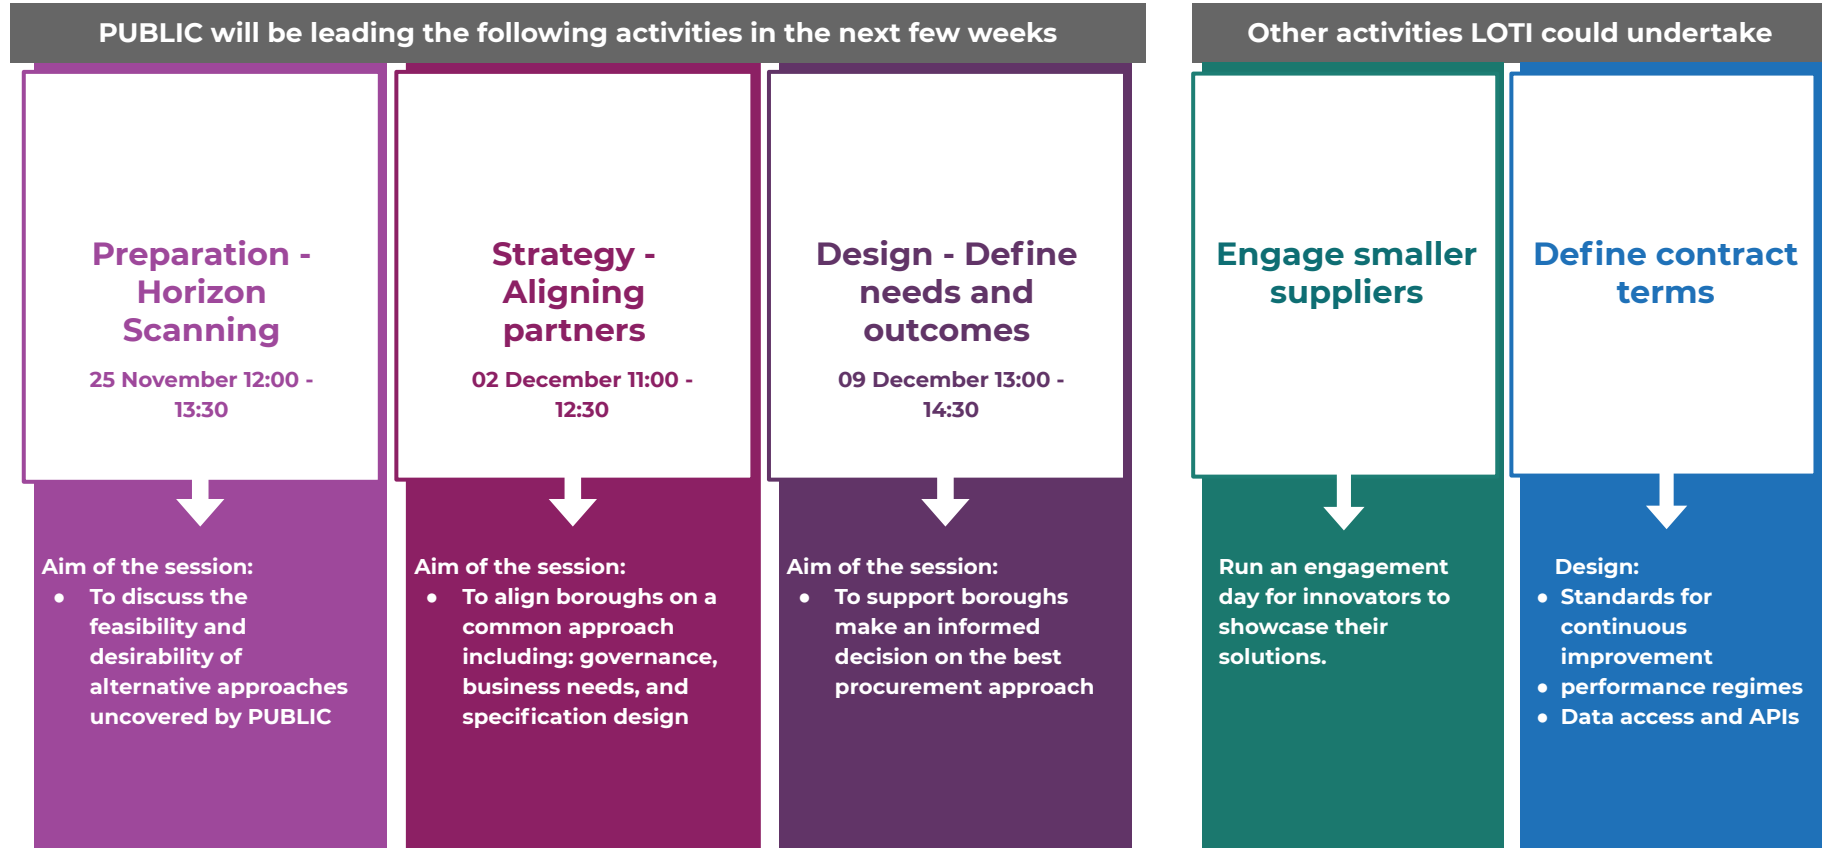 PUBLIC will be leading the following activities in the next few weeks
Preparation -
Horizon
Scanning
25 November 12:00 -
13:30
Aim of the session:
● To discuss the
feasibility and
desirability of
alternative approaches
uncovered by PUBLIC
Strategy -
Aligning
partners
02 December 11:00 -
12:30
Aim of the session:
● To align boroughs on a
common approach
including: governance,
business needs, and
specification design
Design - Define
needs and
outcomes
09 December 13:00 -
14:30
Aim of the session:
● To support boroughs
make an informed
decision on the best
procurement approach
Other activities LOTI could undertake
Engage smaller
suppliers
Run an engagement
day for innovators to
showcase their
solutions.
Define contract
terms
Design:
● Standards for
continuous
improvement
● performance regimes
● Data access and APIs